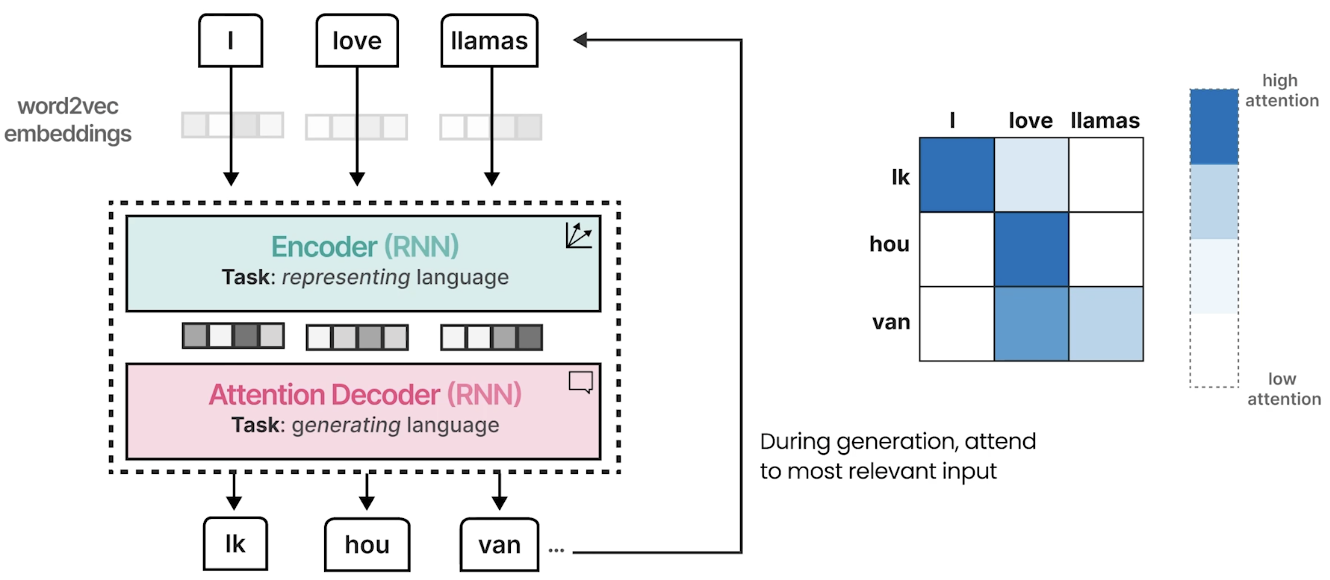 I love llamas
word2vec
embeddings
Encoder (RNN)
Task: representing language
Attention Decoder (RNN)
Task: generating language
Ik hou van ...
I love llamas
Ik
hou
van
high
attention
low
attention
During generation, attend
to most relevant input